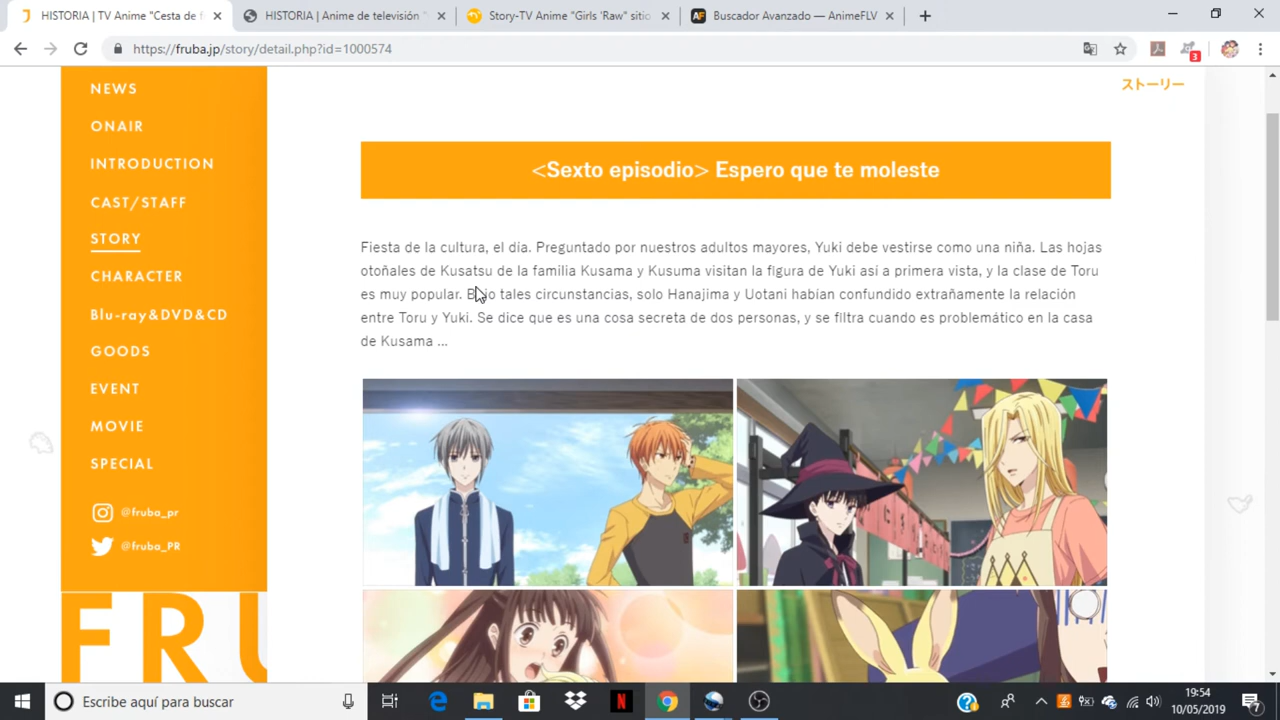 HISTORIA | TV Anime "Cesta de f
HISTORIA | Anime de televisión "
Story-TV Anime "Girls 'Raw" sitio
AF
Buscador Avanzado — AnimeFLV
https://fruba.jp/story/detail.php?id=1000574
3
NEWS
ONAIR
INTRODUCTION
CAST/STAFF
STORY
CHARACTER
Blu-ray&DVD&CD
GOODS
EVENT
MOVIE
SPECIAL
@fruba_pr
@fruba_PR
FRU
ストーリー
<Sexto episodio> Espero que te moleste
Fiesta de la cultura, el día. Preguntado por nuestros adultos mayores, Yuki debe vestirse como una niña. Las hojas
otoñales de Kusatsu de la familia Kusama y Kusuma visitan la figura de Yuki así a primera vista, y la clase de Toru
es muy popular. Bajo tales circunstancias, solo Hanajima y Uotani habían confundido extrañamente la relación
entre Toru y Yuki. Se dice que es una cosa secreta de dos personas, y se filtra cuando es problemático en la casa
de Kusama ...
Escribe aquí para buscar
N
19:54
10/05/2019
7